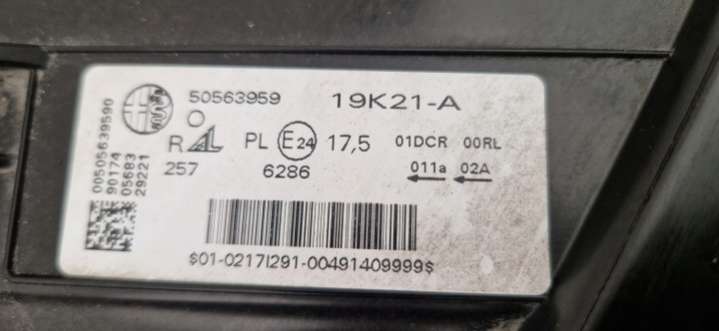 50563959 19K21-A
R AL PL E24 17,5 01DCR 00RL
257 6286 011a 02A
00505639590
90174
05683
29221
$01-0217I291-00491409999$